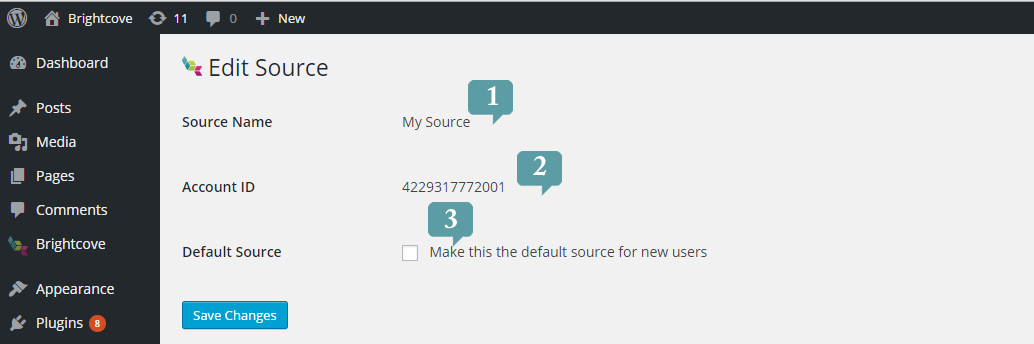 Brightcove 11 0 New
Dashboard
Edit Source
Posts
1
Source Name My Source
Media
Pages
2
Account ID 4229317772001
Comments
3
Brightcove
Default Source Make this the default source for new users
Appearance
Save Changes
Plugins 8